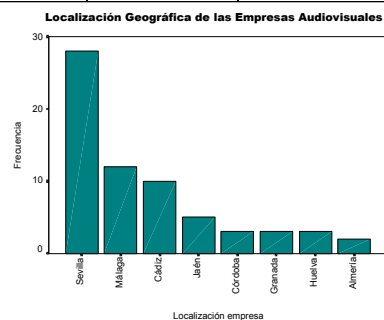 Localización Geográfica de las Empresas Audiovisuales
30
20
10
0
Frecuencia
Sevilla
Málaga
Cádiz
Jaén
Córdoba
Granada
Huelva
Almería
Localización empresa